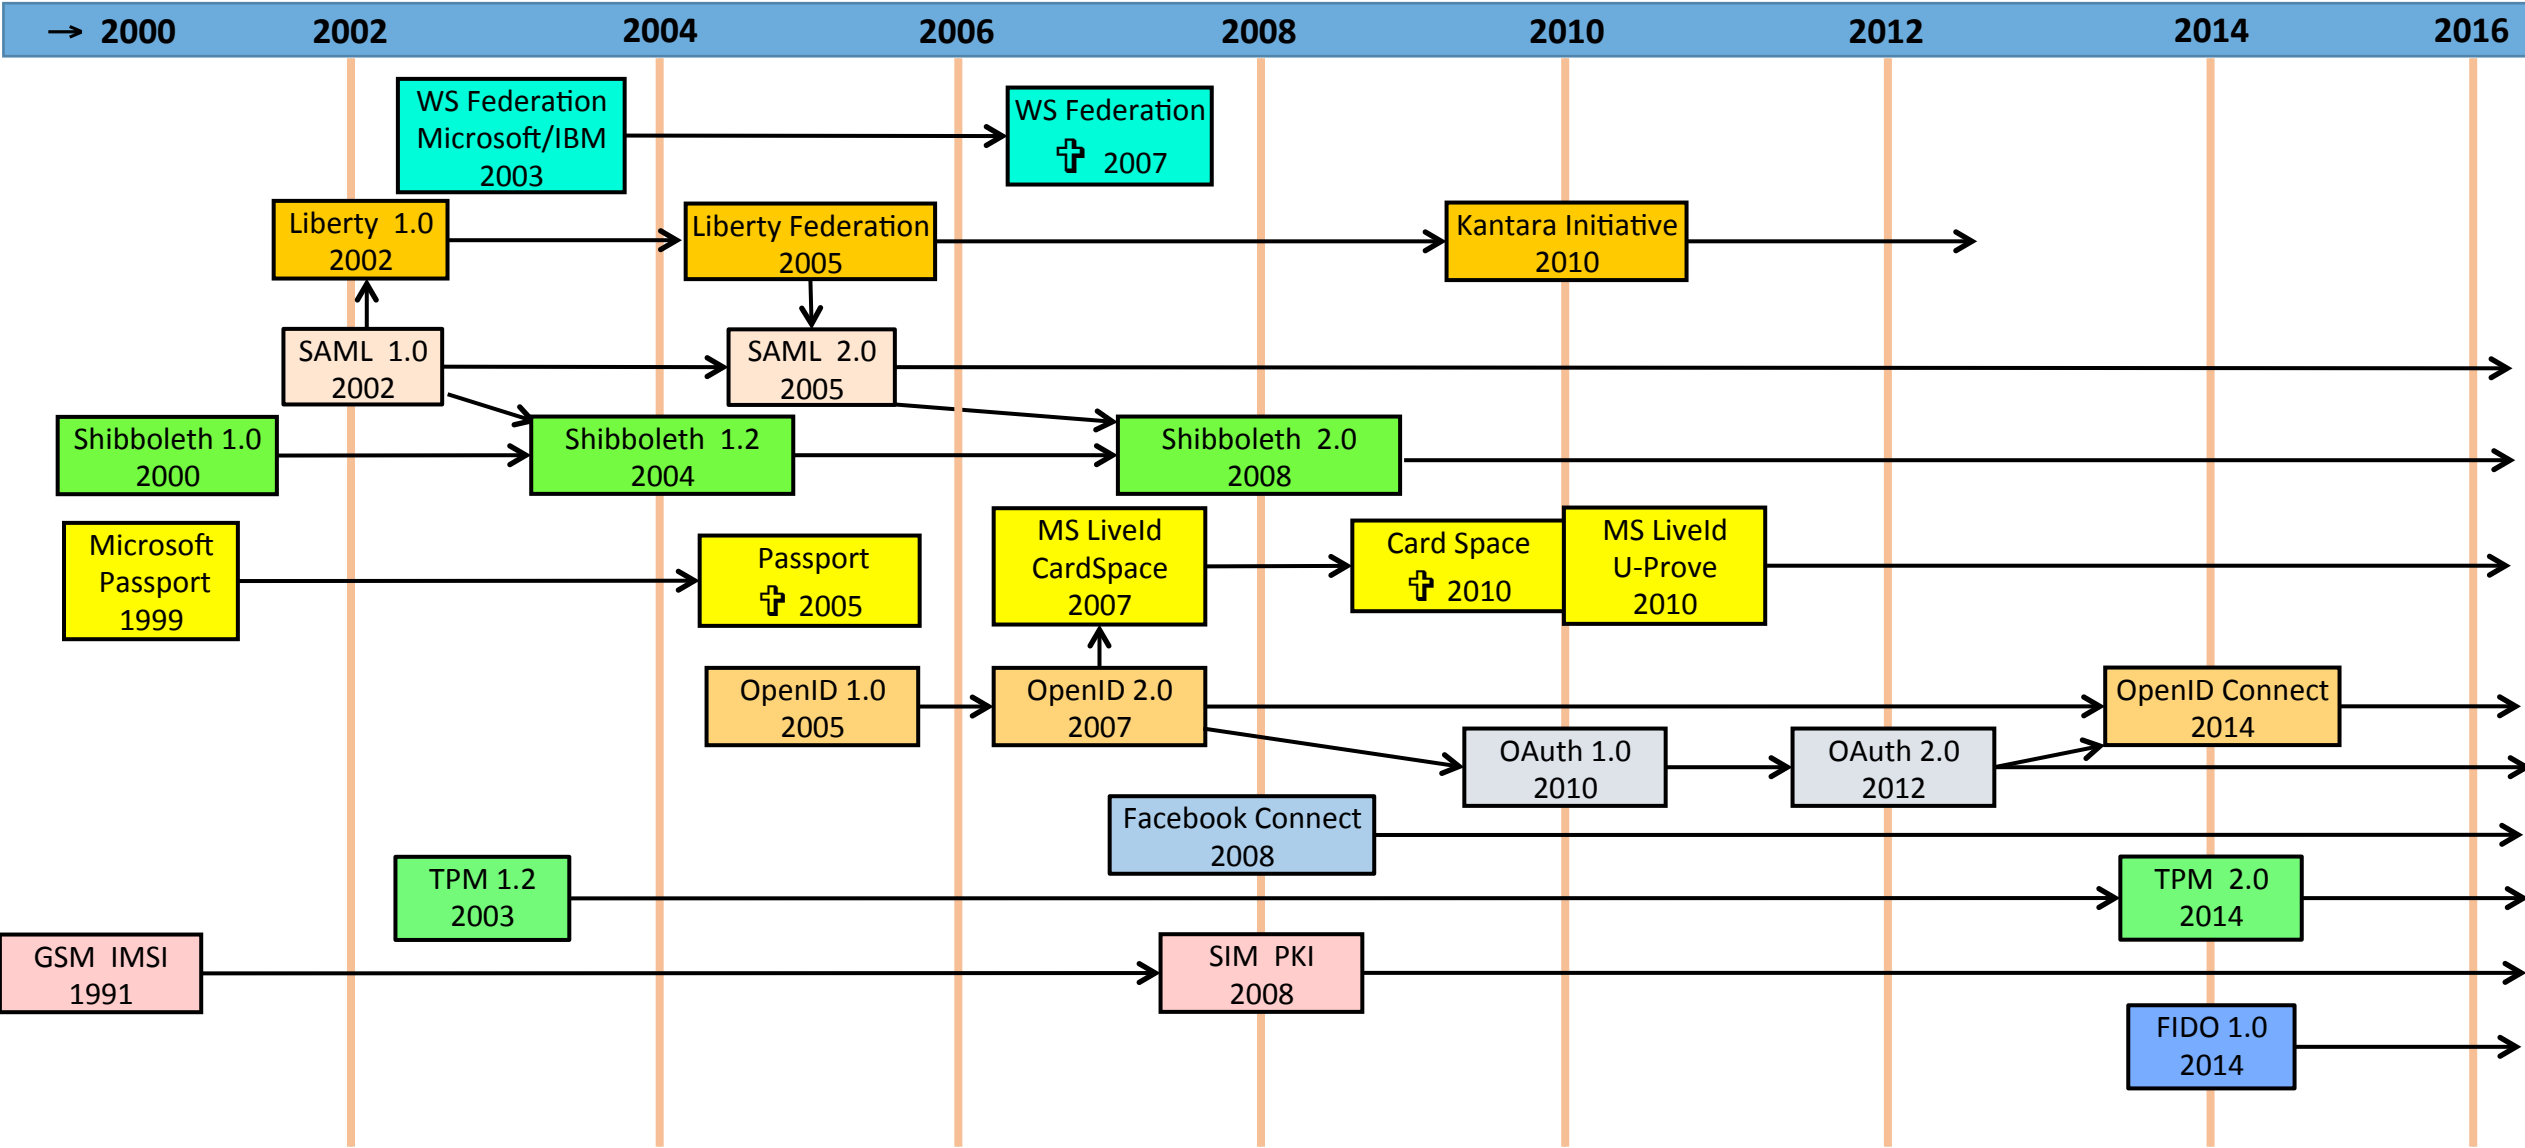 → 2000 2002 2004 2006 2008 2010 2012 2014 2016
WS Federation
Microsoft/IBM
2003
WS Federation
✞ 2007
Liberty 1.0
2002
Liberty Federation
2005
Kantara Initiative
2010
SAML 1.0
2002
SAML 2.0
2005
Shibboleth 1.0
2000
Shibboleth 1.2
2004
Shibboleth 2.0
2008
Microsoft
Passport
1999
Passport
✞ 2005
MS LiveId
CardSpace
2007
Card Space
✞ 2010
MS LiveId
U-Prove
2010
OpenID 1.0
2005
OpenID 2.0
2007
OpenID Connect
2014
OAuth 1.0
2010
OAuth 2.0
2012
Facebook Connect
2008
TPM 1.2
2003
TPM 2.0
2014
GSM IMSI
1991
SIM PKI
2008
FIDO 1.0
2014